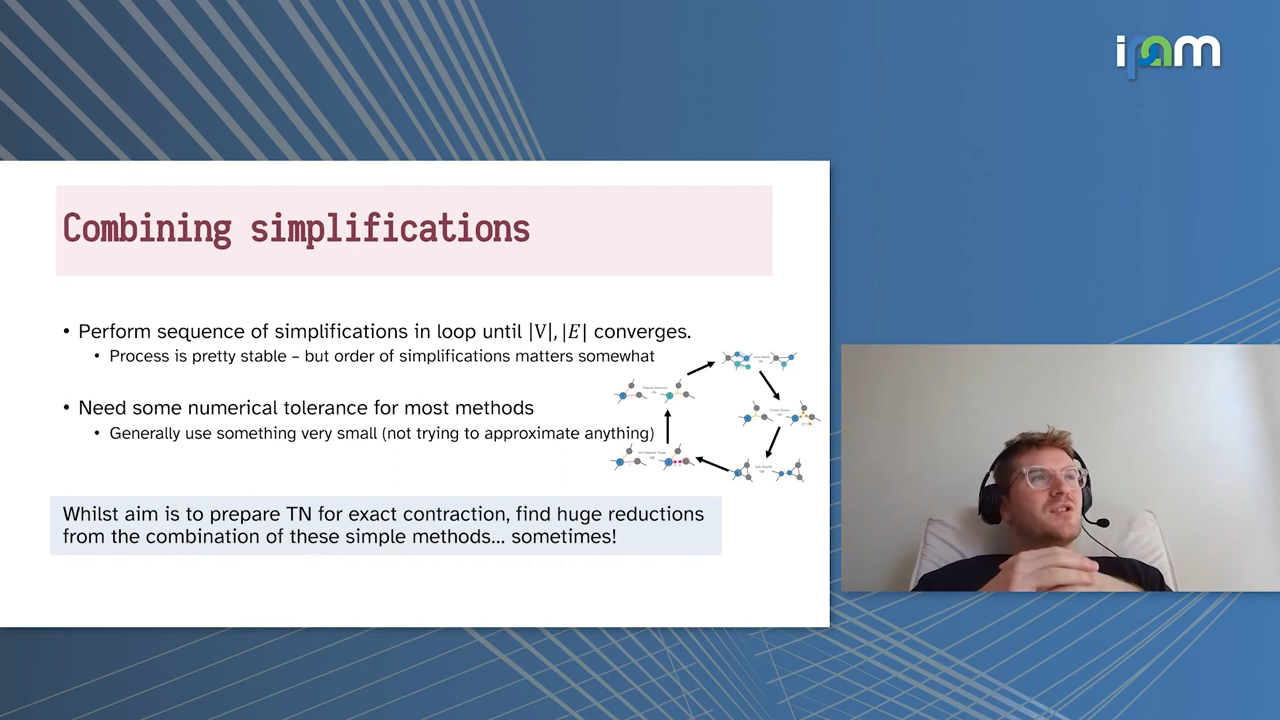 ipam
Combining simplifications
• Perform sequence of simplifications in loop until |V|, |E| converges.
• Process is pretty stable – but order of simplifications matters somewhat
• Need some numerical tolerance for most methods
• Generally use something very small (not trying to approximate anything)
Whilst aim is to prepare TN for exact contraction, find huge reductions
from the combination of these simple methods... sometimes!